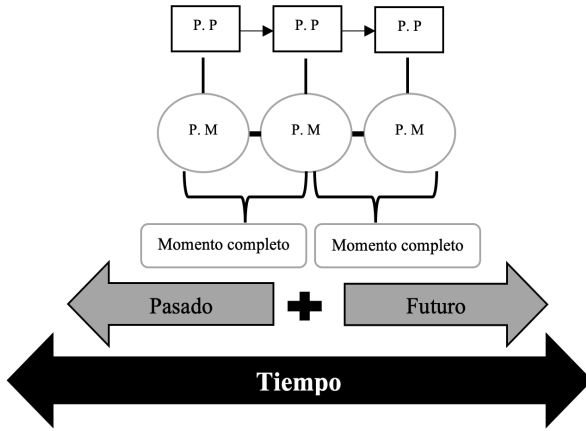 P. P
P. P
P. P
P. M
P. M
P. M
Momento completo
Momento completo
Pasado
Futuro
Tiempo